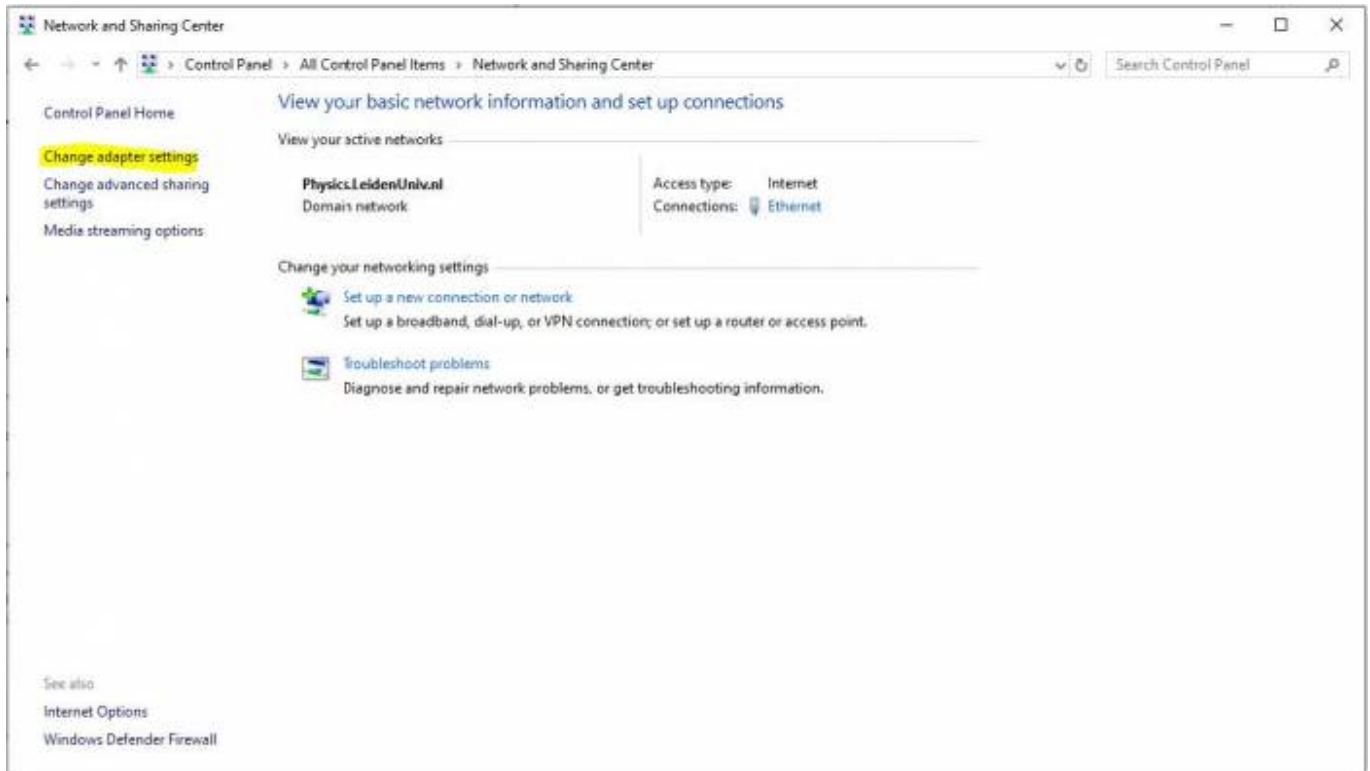 Network and Sharing Center
Control Panel > All Control Panel Items > Network and Sharing Center
Search Control Panel
Control Panel Home
Change adapter settings
Change advanced sharing
settings
Media streaming options
View your basic network information and set up connections
View your active networks
Physics.LeidenUniv.nl
Domain network
Access type: Internet
Connections: Ethernet
Change your networking settings
Set up a new connection or network
Set up a broadband, dial-up, or VPN connection; or set up a router or access point.
Troubleshoot problems
Diagnose and repair network problems, or get troubleshooting information.
See also
Internet Options
Windows Defender Firewall